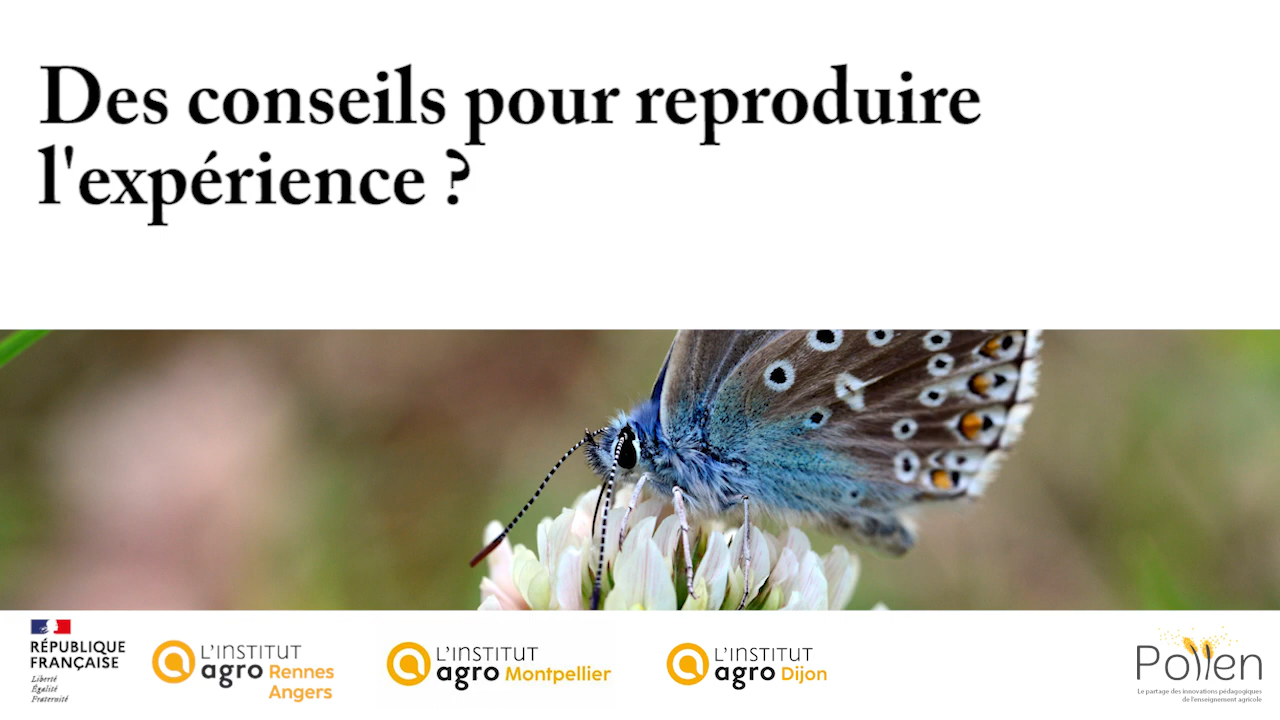 Des conseils pour reproduire
l'expérience ?
RÉPUBLIQUE
FRANÇAISE
Liberté
Égalité
Fraternité
L'INSTITUT
agro Rennes
Angers
L'INSTITUT
agro Montpellier
L'INSTITUT
agro Dijon
Pollen
Le partage des innovations pédagogiques
de l'enseignement agricole